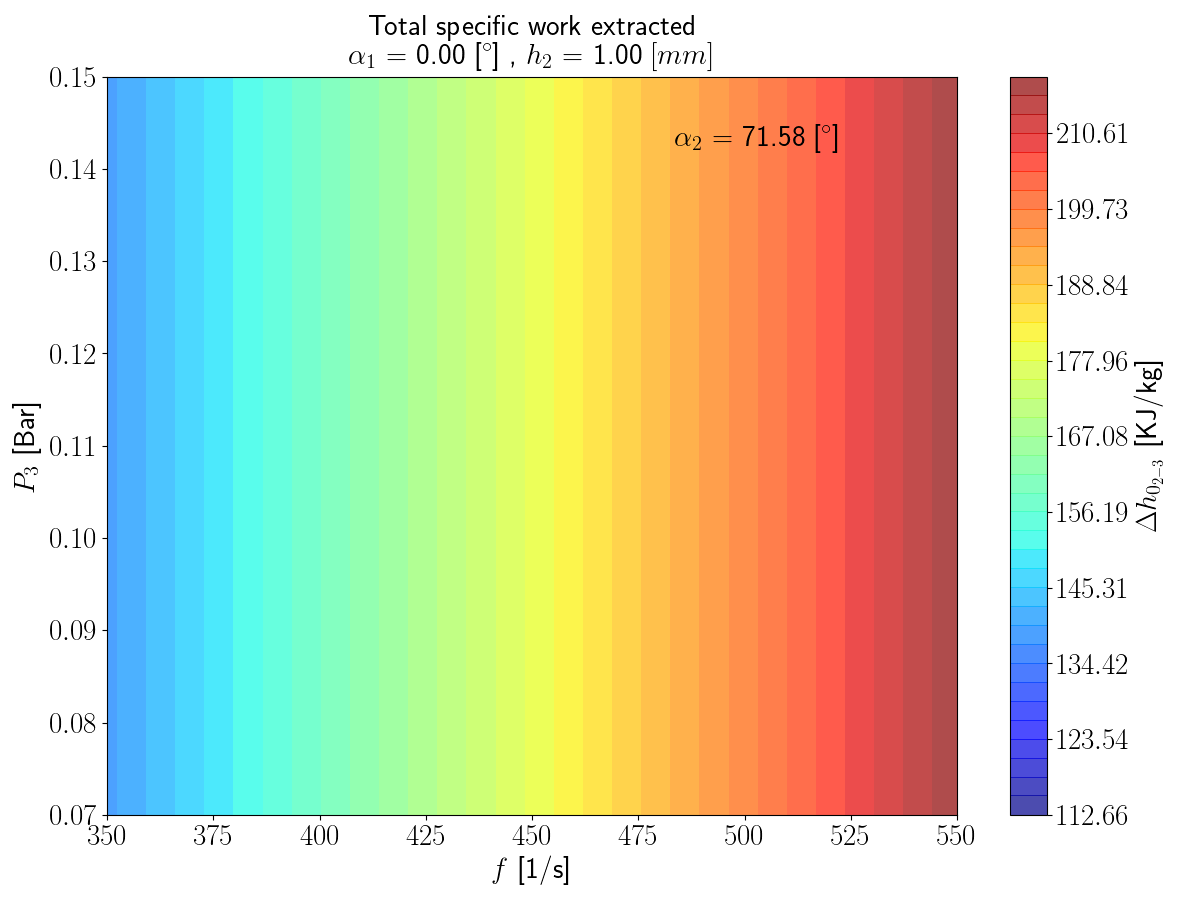 Total specific work extracted
α₁ = 0.00 [°] , h₂ = 1.00 [mm]
α₂ = 71.58 [°]
0.15
0.14
0.13
0.12
0.11
0.10
0.09
0.08
0.07
P₃ [Bar]
350 375 400 425 450 475 500 525 550
f [1/s]
210.61
199.73
188.84
177.96
167.08
156.19
145.31
134.42
123.54
112.66
Δh₀₂₋₃ [KJ/kg]